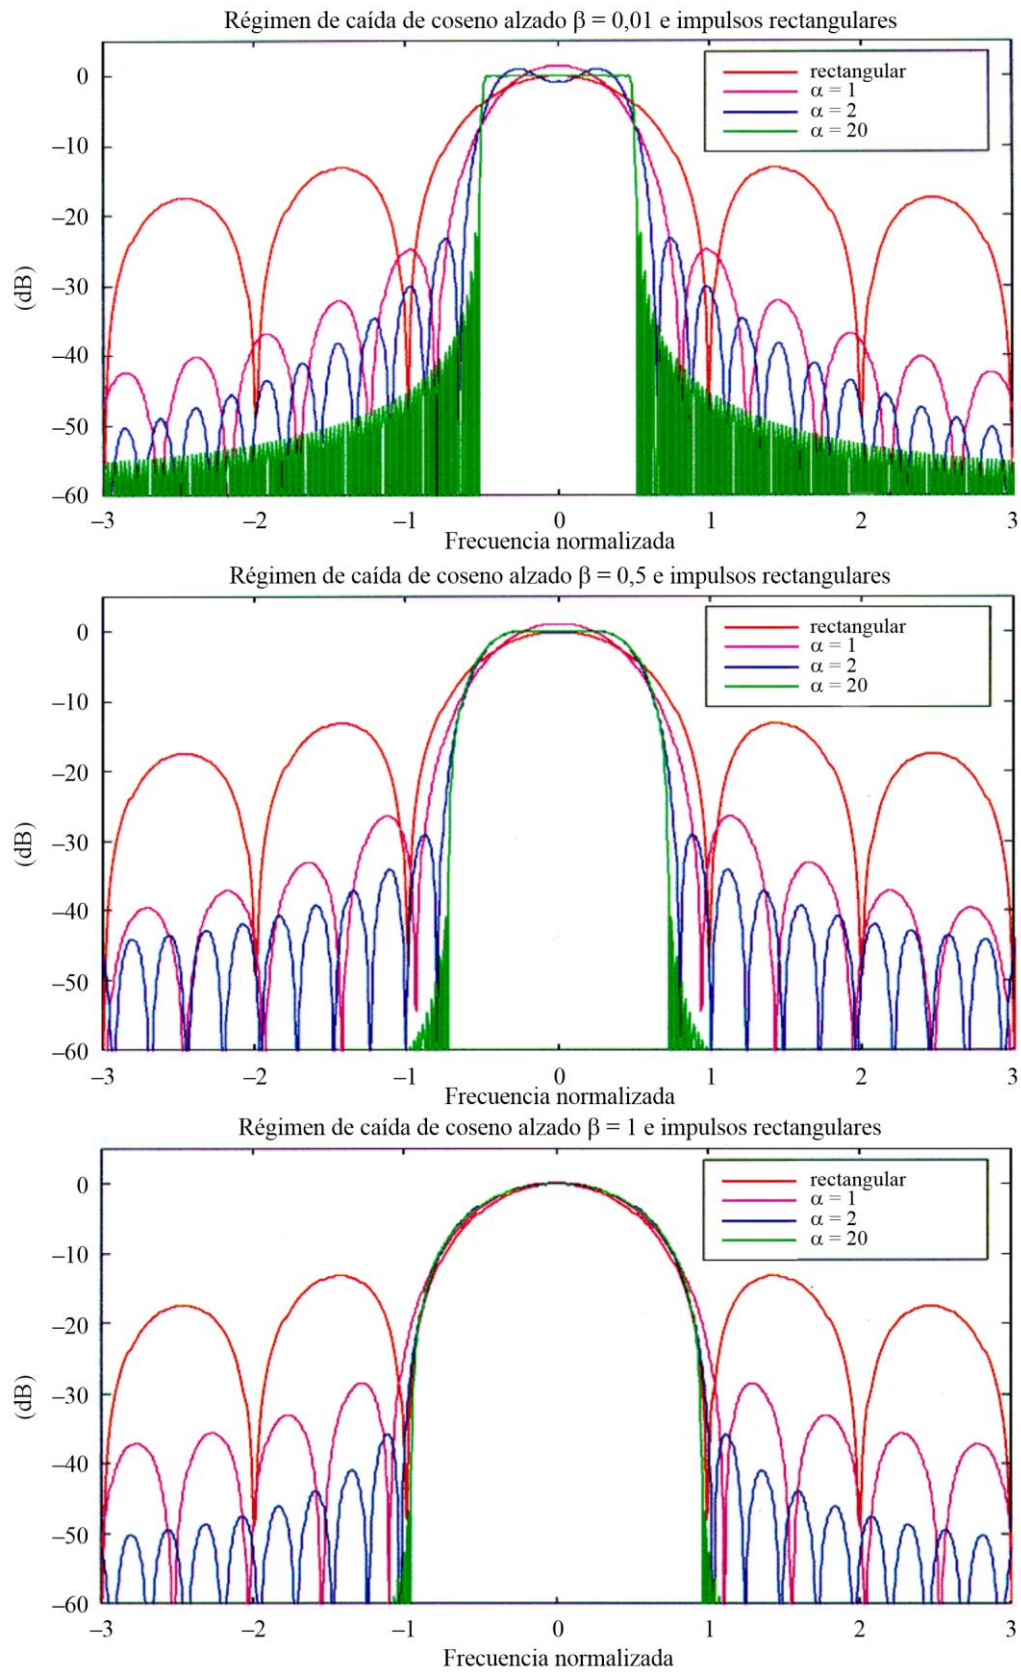 Régimen de caída de coseno alzado β = 0,01 e impulsos rectangulares
rectangular
α = 1
α = 2
α = 20
0
–10
–20
–30
–40
–50
–60
(dB)
–3 –2 –1 0 1 2 3
Frecuencia normalizada
Régimen de caída de coseno alzado β = 0,5 e impulsos rectangulares
rectangular
α = 1
α = 2
α = 20
0
–10
–20
–30
–40
–50
–60
(dB)
–3 –2 –1 0 1 2 3
Frecuencia normalizada
Régimen de caída de coseno alzado β = 1 e impulsos rectangulares
rectangular
α = 1
α = 2
α = 20
0
–10
–20
–30
–40
–50
–60
(dB)
–3 –2 –1 0 1 2 3
Frecuencia normalizada